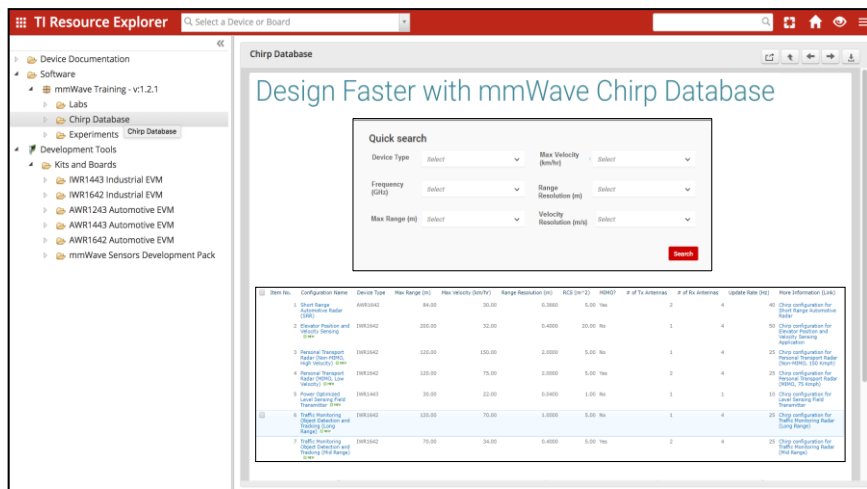 TI Resource Explorer
Select a Device or Board
Device Documentation
Software
mmWave Training - v:1.2.1
Labs
Chirp Database
Experiments
Chirp Database
Development Tools
Kits and Boards
IWR1443 Industrial EVM
IWR1642 Industrial EVM
AWR1243 Automotive EVM
AWR1443 Automotive EVM
AWR1642 Automotive EVM
mmWave Sensors Development Pack
Chirp Database
Design Faster with mmWave Chirp Database
Quick search
Device Type Select Max Velocity
(km/hr) Select
Frequency
(GHz) Select Range
Resolution (m) Select
Max Range (m) Select Velocity
Resolution (m/s) Select
Search
Item No. Configuration Name Device Type Max Range (m) Max Velocity (km/hr) Range Resolution (m) RCS (m^2) MIMO? # of Tx Antennas # of Rx Antennas Update Rate (Hz) More Information (Link)
1 Short Range AWR1642 84.00 30.00 0.3660 5.00 Yes 2 4 40 Chirp configuration for
Automotive Radar Short Range Automotive
(SRR) Radar
2 Elevator Position and IWR1642 200.00 32.00 0.4000 20.00 No 1 4 50 Chirp configuration for
Velocity Sensing Elevator Position and
Velocity Sensing
Application
3 Personal Transport IWR1642 120.00 150.00 2.0000 5.00 No 1 4 25 Chirp configuration for
Radar (Non-MIMO, Personal Transport Radar
High Velocity) (Non-MIMO, 150 Kmph)
4 Personal Transport IWR1642 120.00 75.00 2.0000 5.00 Yes 2 4 25 Chirp configuration for
Radar (MIMO, Low Personal Transport Radar
Velocity) (MIMO, 75 Kmph)
5 Power Optimized IWR1443 22.00 1.00 No 1 1 10 Chirp configuration for
Level Sensing Field Level Sensing Field
Transmitter Transmitter
6 Traffic Monitoring IWR1642 120.00 70.00 1.0000 5.00 No 1 4 Chirp configuration for
Object Detection and Traffic Monitoring Radar
Tracking (Long (Long Range)
Range)
7 Traffic Monitoring IWR1642 70.00 34.00 0.4000 5.00 Yes 2 4 25 Chirp configuration for
Object Detection and Traffic Monitoring Radar
Tracking (Mid Range) (Mid Range)